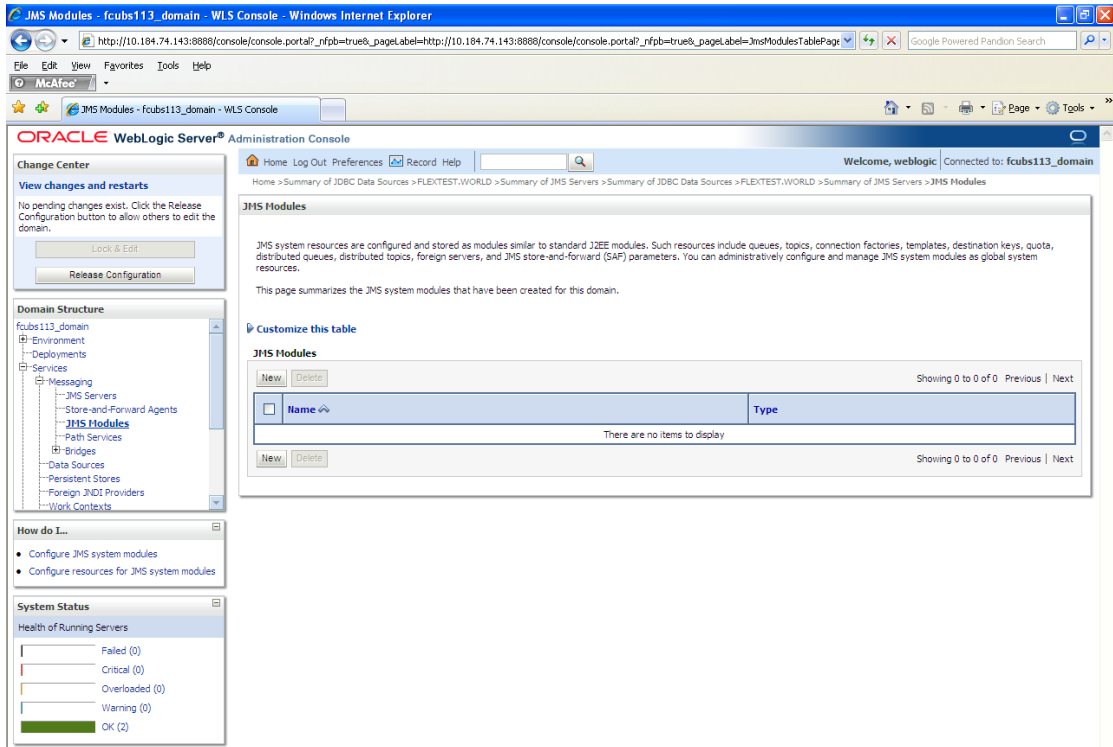 JMS Modules - fcubs113_domain - WLS Console - Windows Internet Explorer
http://10.184.74.143:8888/console/console.portal?_nfpb=true&_pageLabel=http://10.184.74.143:8888/console/console.portal?_nfpb=true&_pageLabel=JmsModulesTablePage
Google Powered Pandion Search
File Edit View Favorites Tools Help
McAfee
JMS Modules - fcubs113_domain - WLS Console
Page Tools
ORACLE WebLogic Server® Administration Console
Change Center
View changes and restarts
No pending changes exist. Click the Release
Configuration button to allow others to edit the
domain.
Lock & Edit
Release Configuration
Domain Structure
fcubs113_domain
Environment
Deployments
Services
Messaging
JMS Servers
Store-and-Forward Agents
JMS Modules
Path Services
Bridges
Data Sources
Persistent Stores
Foreign JNDI Providers
Work Contexts
How do I...
Configure JMS system modules
Configure resources for JMS system modules
System Status
Health of Running Servers
Failed (0)
Critical (0)
Overloaded (0)
Warning (0)
OK (2)
Home Log Out Preferences Record Help
Welcome, weblogic Connected to: fcubs113_domain
Home >Summary of JDBC Data Sources >FLEXTEST.WORLD >Summary of JMS Servers >Summary of JDBC Data Sources >FLEXTEST.WORLD >Summary of JMS Servers >JMS Modules
JMS Modules
JMS system resources are configured and stored as modules similar to standard J2EE modules. Such resources include queues, topics, connection factories, templates, destination keys, quota,
distributed queues, distributed topics, foreign servers, and JMS store-and-forward (SAF) parameters. You can administratively configure and manage JMS system modules as global system
resources.
This page summarizes the JMS system modules that have been created for this domain.
Customize this table
JMS Modules
New Delete Showing 0 to 0 of 0 Previous | Next
Name Type
There are no items to display
New Delete Showing 0 to 0 of 0 Previous | Next